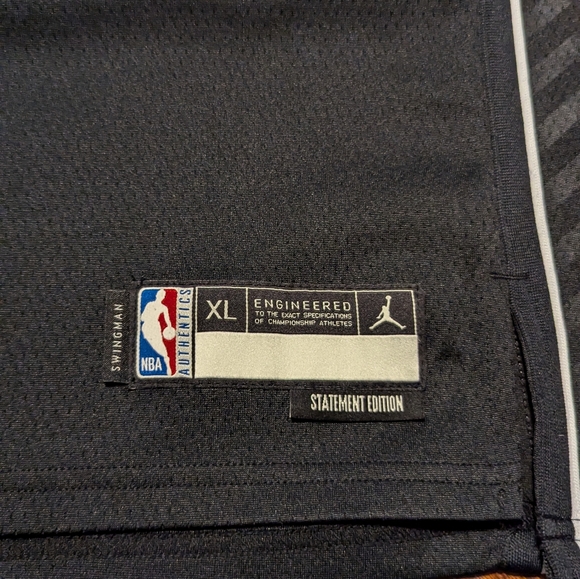 SWINGMAN
NBA
AUTHENTICS
XL
ENGINEERED
TO THE EXACT SPECIFICATIONS
OF CHAMPIONSHIP ATHLETES
STATEMENT EDITION